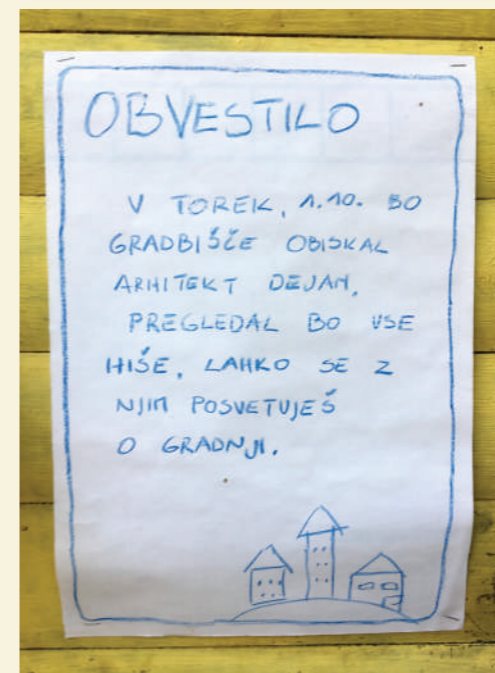 OBVESTILO
V TOREK, 1.10. BO
GRADBIŠČE OBISKAL
ARHITEKT DEJAN.
PREGLEDAL BO VSE
HIŠE. LAHKO SE Z
NJIM POSVETUJEŠ
O GRADNJI.